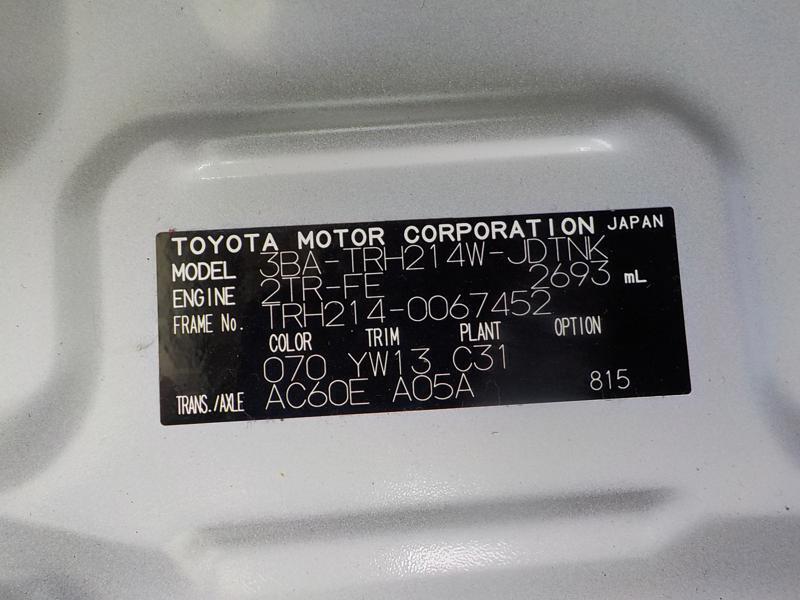 TOYOTA MOTOR CORPORATION JAPAN
MODEL 3BA-TRH214W-JDTNK
ENGINE 2TR-FE 2693 mL
FRAME No. TRH214-0067452
COLOR TRIM PLANT OPTION
070 YW13 C31
TRANS./AXLE AC60E A05A 815